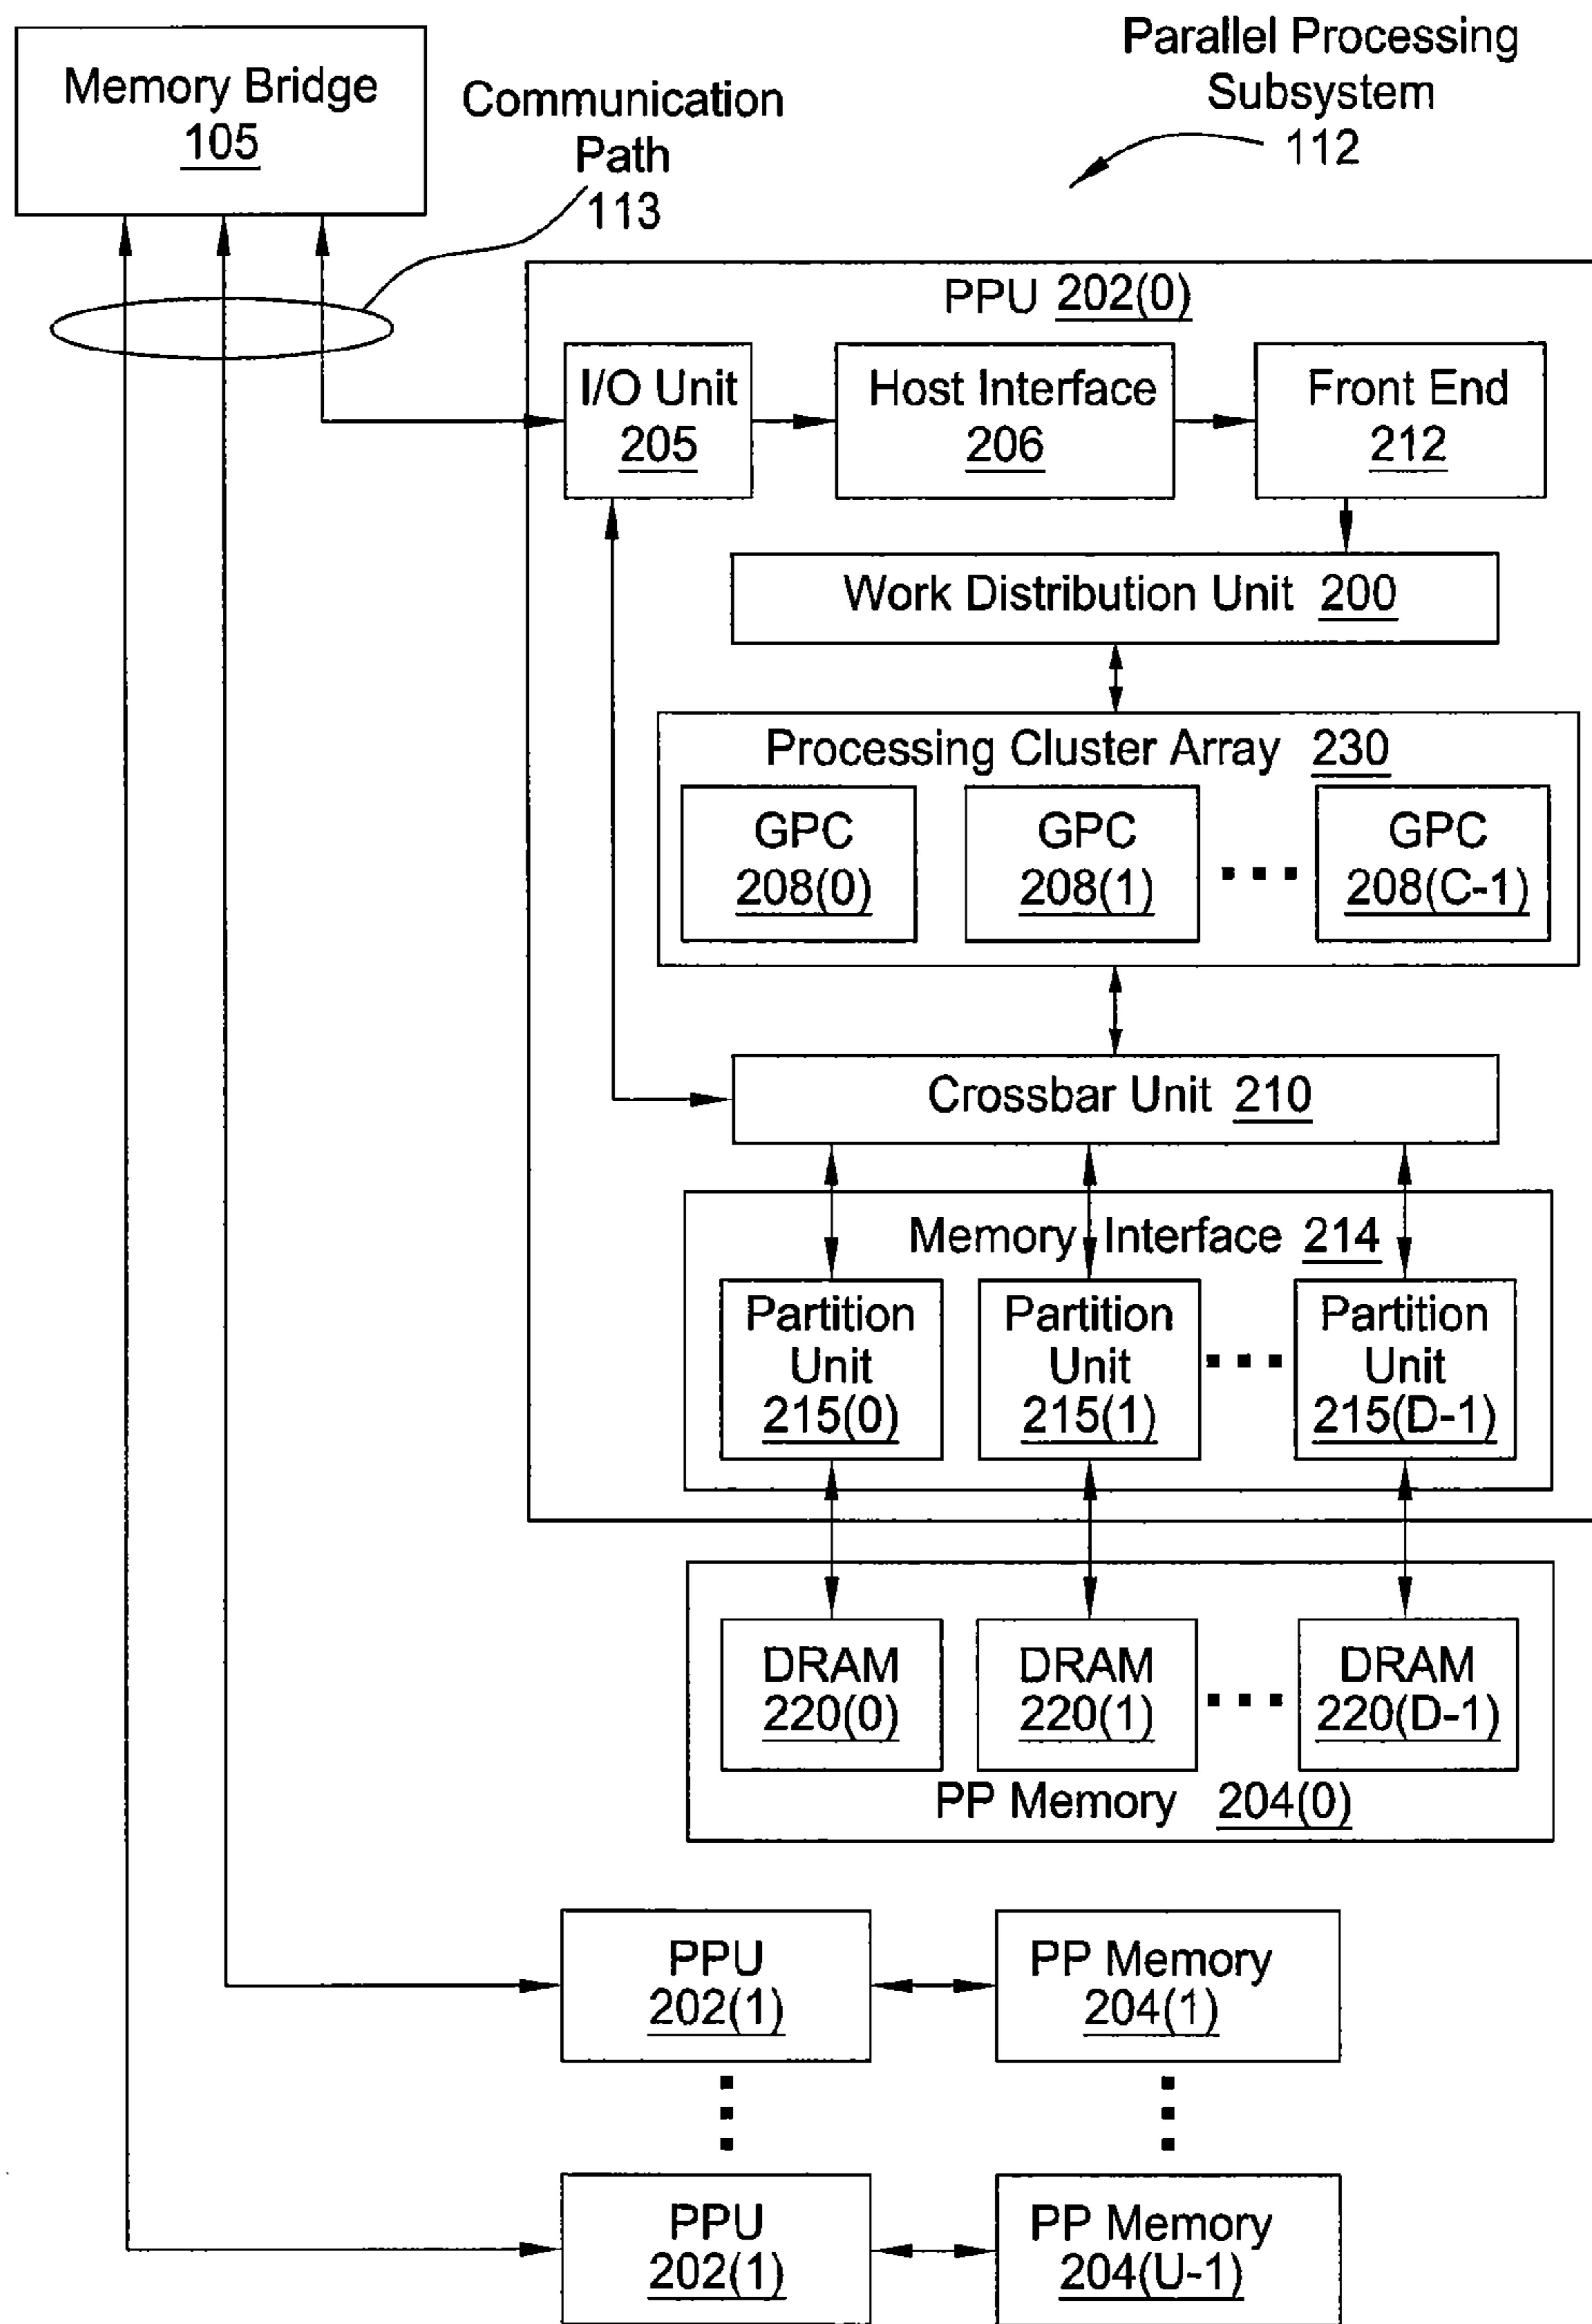 Parallel Processing
Subsystem
112
Memory Bridge
105
Communication
Path
113
PPU 202(0)
I/O Unit
205
Host Interface
206
Front End
212
Work Distribution Unit 200
Processing Cluster Array 230
GPC
208(0)
GPC
208(1)
GPC
208(C-1)
Crossbar Unit 210
Memory Interface 214
Partition
Unit
215(0)
Partition
Unit
215(1)
Partition
Unit
215(D-1)
DRAM
220(0)
DRAM
220(1)
DRAM
220(D-1)
PP Memory 204(0)
PPU
202(1)
PP Memory
204(1)
PPU
202(1)
PP Memory
204(U-1)